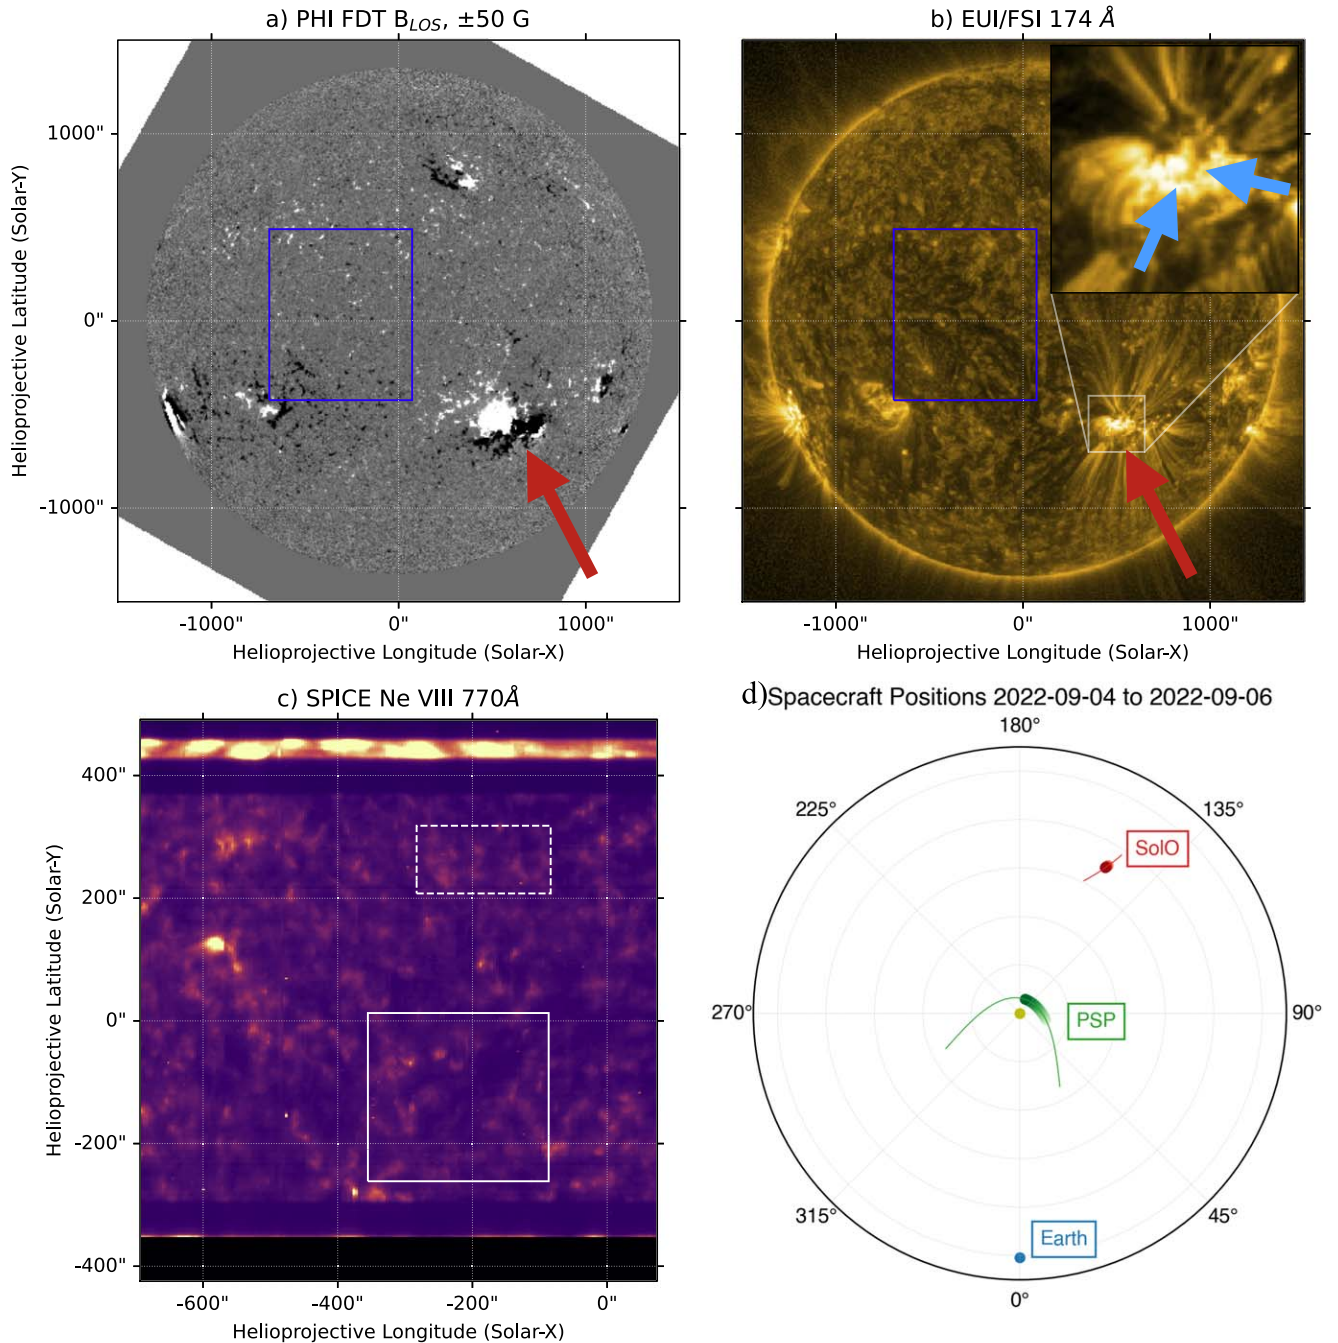 a) PHI FDT B_LOS, ±50 G
1000"
0"
-1000"
Helioprojective Latitude (Solar-Y)
-1000"
0"
1000"
Helioprojective Longitude (Solar-X)
b) EUI/FSI 174 Å
-1000"
0"
1000"
Helioprojective Longitude (Solar-X)
c) SPICE Ne VIII 770Å
400"
200"
0"
-200"
-400"
Helioprojective Latitude (Solar-Y)
-600"
-400"
-200"
0"
Helioprojective Longitude (Solar-X)
d) Spacecraft Positions 2022-09-04 to 2022-09-06
180°
225°
135°
SolO
270°
PSP
90°
315°
45°
Earth
0°